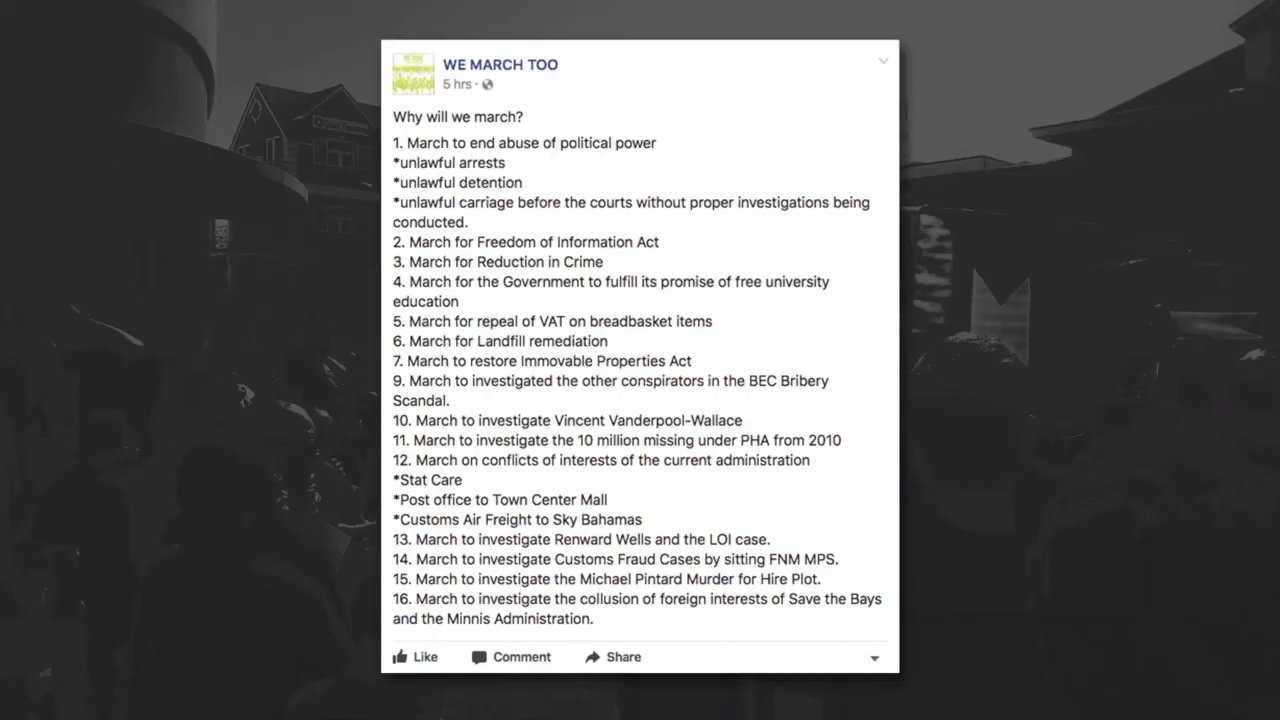 WE MARCH TOO
5 hrs ·
Why will we march?
1. March to end abuse of political power
*unlawful arrests
*unlawful detention
*unlawful carriage before the courts without proper investigations being
conducted.
2. March for Freedom of Information Act
3. March for Reduction in Crime
4. March for the Government to fulfill its promise of free university
education
5. March for repeal of VAT on breadbasket items
6. March for Landfill remediation
7. March to restore Immovable Properties Act
9. March to investigated the other conspirators in the BEC Bribery
Scandal.
10. March to investigate Vincent Vanderpool-Wallace
11. March to investigate the 10 million missing under PHA from 2010
12. March on conflicts of interests of the current administration
*Stat Care
*Post office to Town Center Mall
*Customs Air Freight to Sky Bahamas
13. March to investigate Renward Wells and the LOI case.
14. March to investigate Customs Fraud Cases by sitting FNM MPS.
15. March to investigate the Michael Pintard Murder for Hire Plot.
16. March to investigate the collusion of foreign interests of Save the Bays
and the Minnis Administration.
Like Comment Share